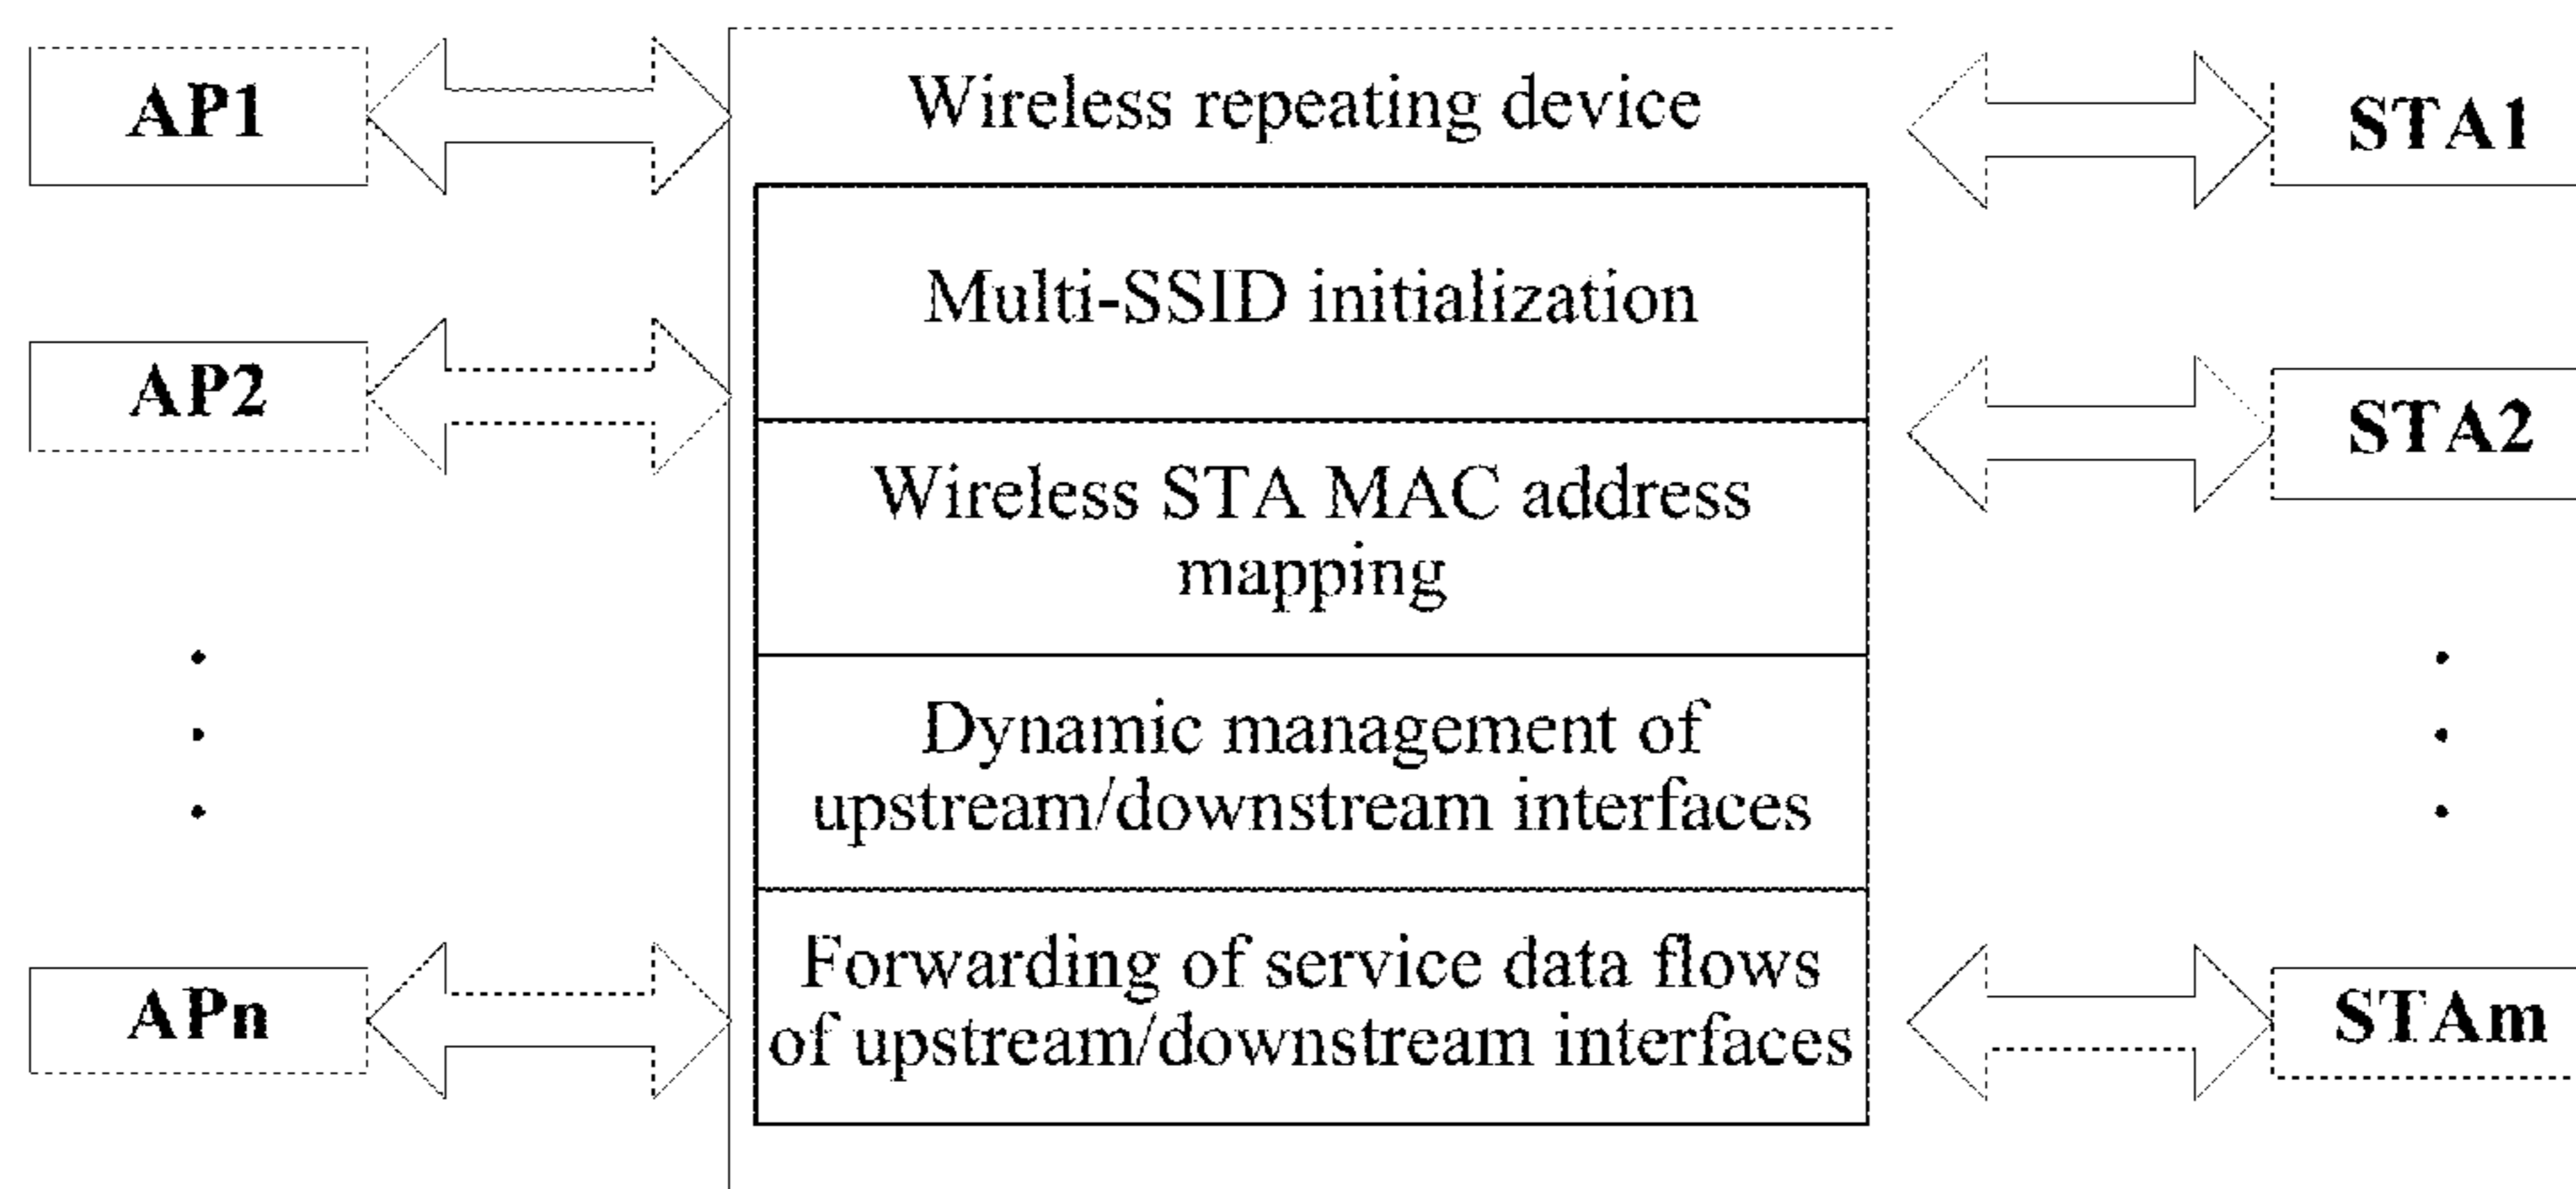 AP1
AP2
APn
Wireless repeating device
Multi-SSID initialization
Wireless STA MAC address
mapping
Dynamic management of
upstream/downstream interfaces
Forwarding of service data flows
of upstream/downstream interfaces
STA1
STA2
STAm